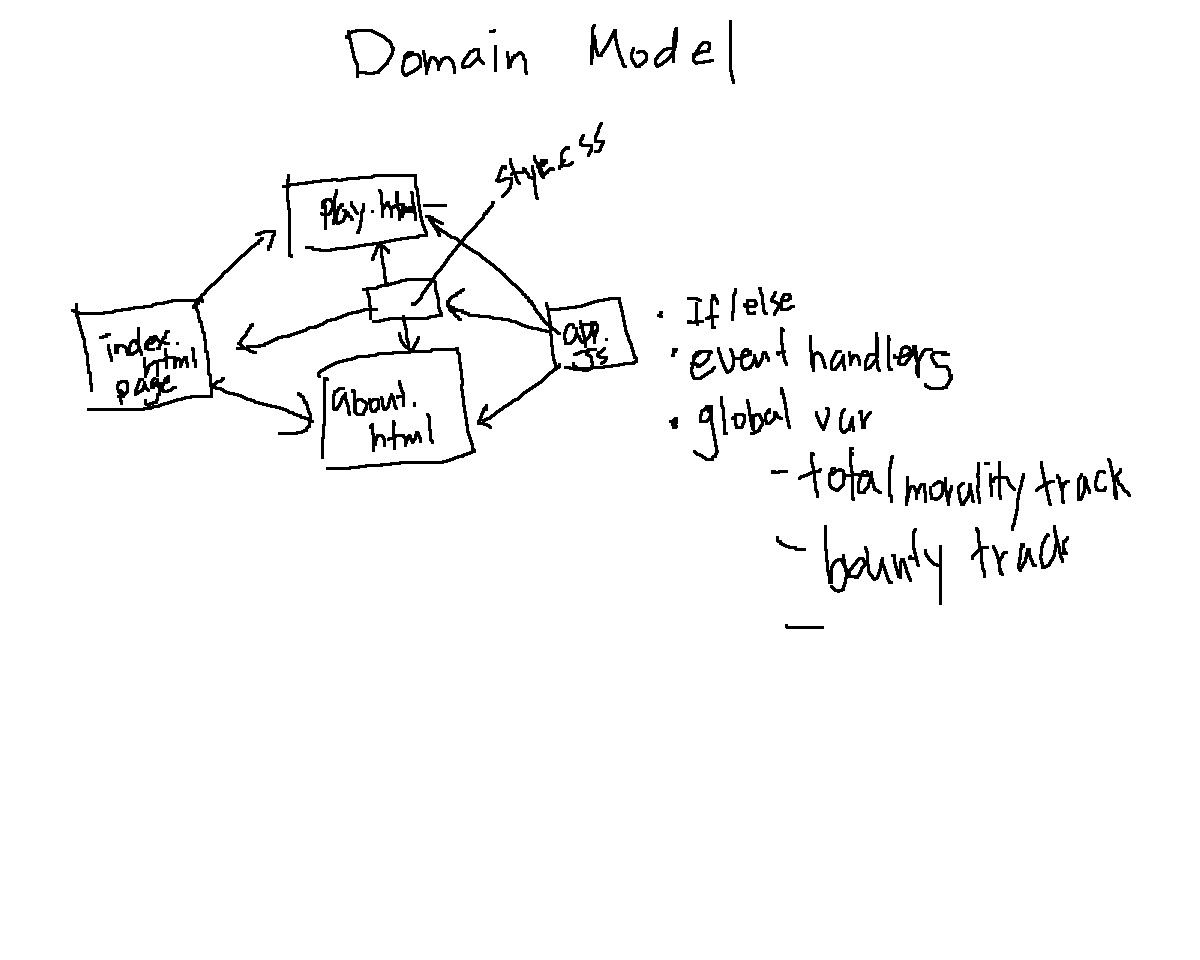 Domain Model
style.css
play.html
index.
html
page
app.
JS
about.
html
• If/else
• event handlers
• global var
- total morality track
- bounty track
-